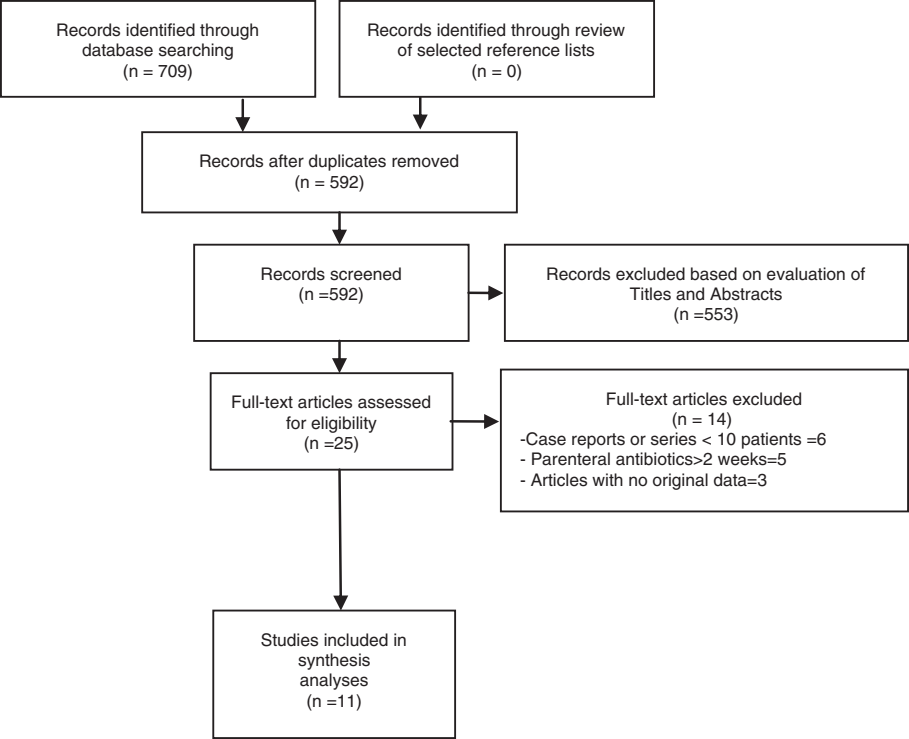 Records identified through
database searching
(n = 709)
Records identified through review
of selected reference lists
(n = 0)
Records after duplicates removed
(n = 592)
Records screened
(n =592)
Records excluded based on evaluation of
Titles and Abstracts
(n =553)
Full-text articles assessed
for eligibility
(n =25)
Full-text articles excluded
(n = 14)
-Case reports or series < 10 patients =6
- Parenteral antibiotics>2 weeks=5
- Articles with no original data=3
Studies included in
synthesis
analyses
(n =11)